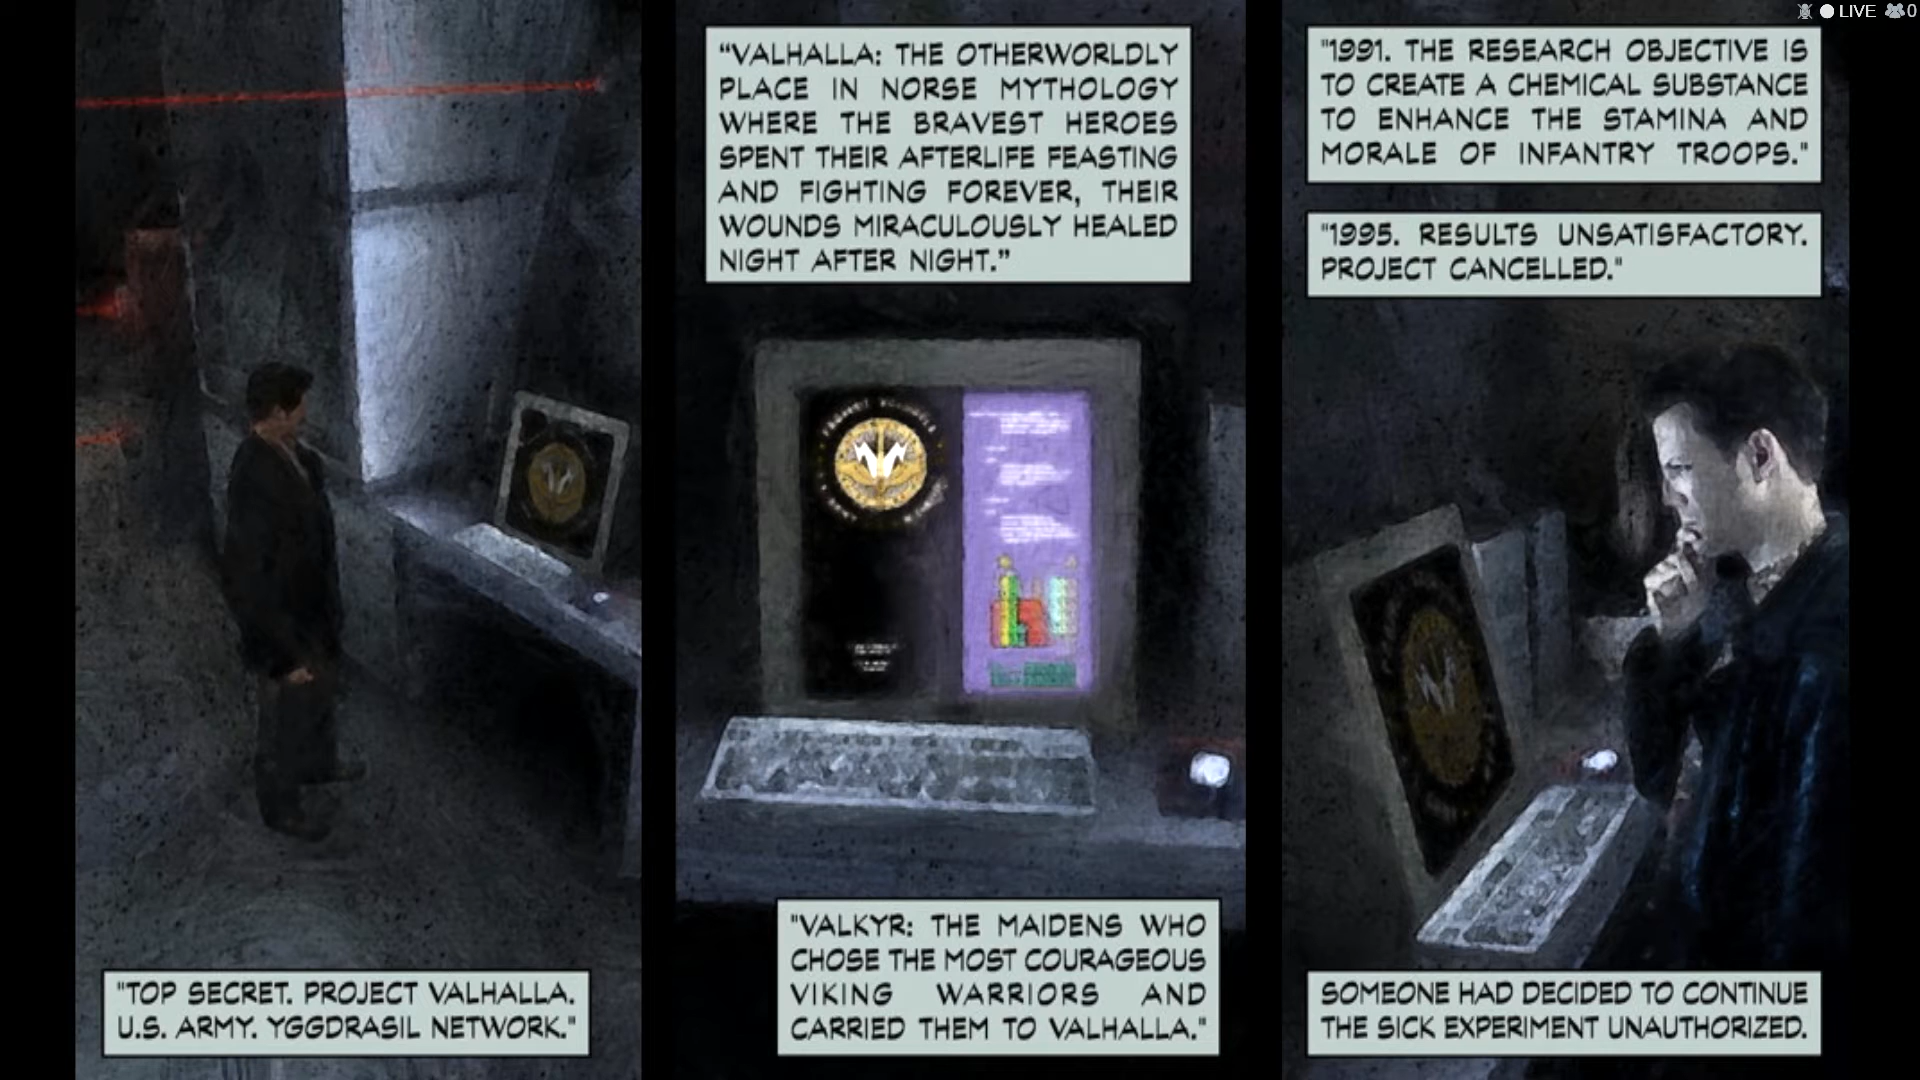 LIVE 0
"TOP SECRET. PROJECT VALHALLA.
U.S. ARMY. YGGDRASIL NETWORK."
“VALHALLA: THE OTHERWORLDLY
PLACE IN NORSE MYTHOLOGY
WHERE THE BRAVEST HEROES
SPENT THEIR AFTERLIFE FEASTING
AND FIGHTING FOREVER, THEIR
WOUNDS MIRACULOUSLY HEALED
NIGHT AFTER NIGHT.”
"VALKYR: THE MAIDENS WHO
CHOSE THE MOST COURAGEOUS
VIKING WARRIORS AND
CARRIED THEM TO VALHALLA."
"1991. THE RESEARCH OBJECTIVE IS
TO CREATE A CHEMICAL SUBSTANCE
TO ENHANCE THE STAMINA AND
MORALE OF INFANTRY TROOPS."
"1995. RESULTS UNSATISFACTORY.
PROJECT CANCELLED."
SOMEONE HAD DECIDED TO CONTINUE
THE SICK EXPERIMENT UNAUTHORIZED.